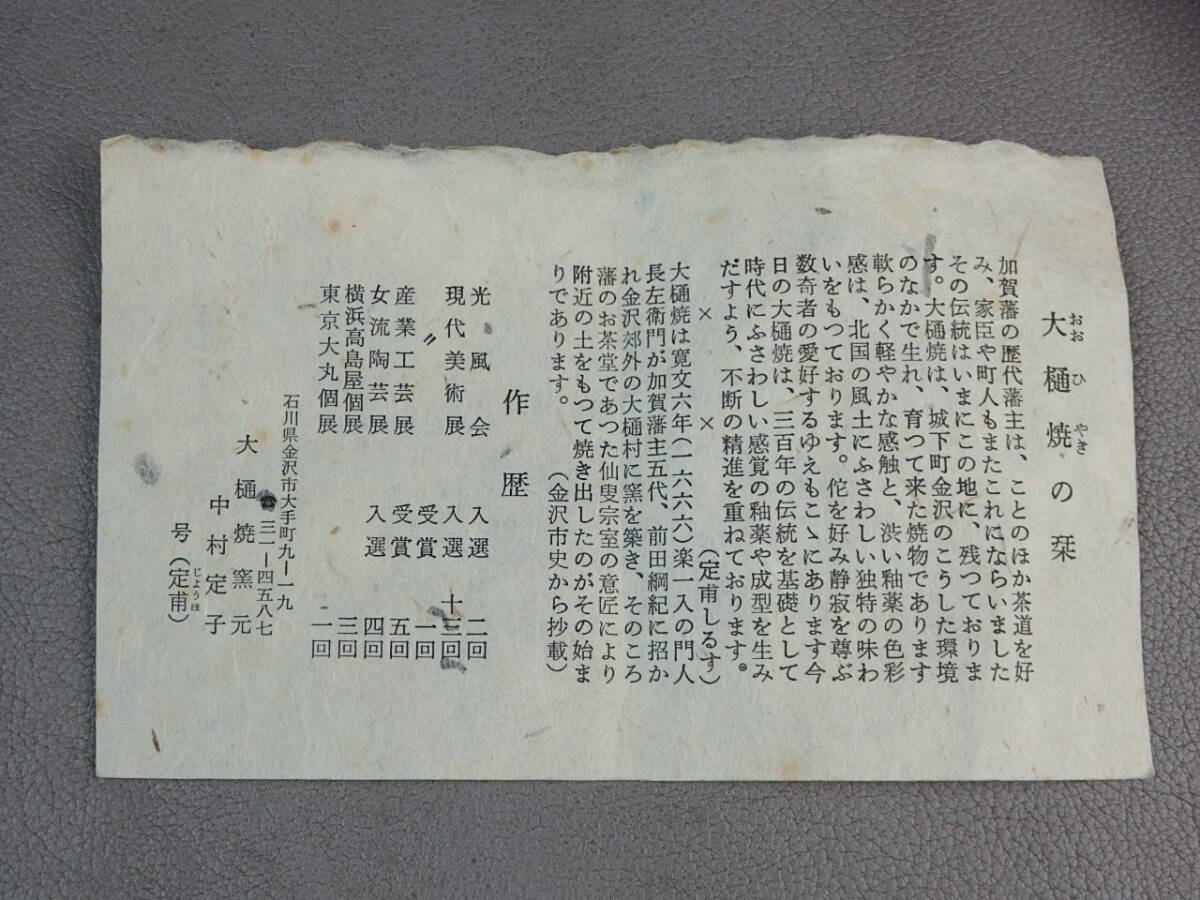 大樋焼の栞
おお ひ やき
加賀藩の歴代藩主は、ことのほか茶道を好
み、家臣や町人もまたこれにならいました
その伝統はいまにこの地に、残つておりま
す。大樋焼は、城下町金沢のこうした環境
のなかで生れ、育つて来た焼物であります
軟らかく軽やかな感触と、渋い釉薬の色彩
感は、北国の風土にふさわしい独特の味わ
いをもつております。佗を好み静寂を尊ぶ
数奇者の愛好するゆえもこゝにあります今
日の大樋焼は、三百年の伝統を基礎として
時代にふさわしい感覚の釉薬や成型を生み
だすよう、不断の精進を重ねております。
× × (定甫しるす)
大樋焼は寛文六年(一六六六)楽一入の門人
長左衛門が加賀藩主五代、前田綱紀に招か
れ金沢郊外の大樋村に窯を築き、そのころ
藩のお茶堂であつた仙叟宗室の意匠により
附近の土をもつて焼き出したのがその始ま
りであります。 (金沢市史から抄載)
作歴
光風会 入選 二回
現代美術展 入選 十三回
〃 受賞 一回
産業工芸展 受賞 五回
女流陶芸展 入選 四回
横浜高島屋個展 三回
東京大丸個展 一回
石川県金沢市大手町九ー一九
☎三一ー四五八七
大樋焼窯元
中村定子
じようほ
号(定甫)